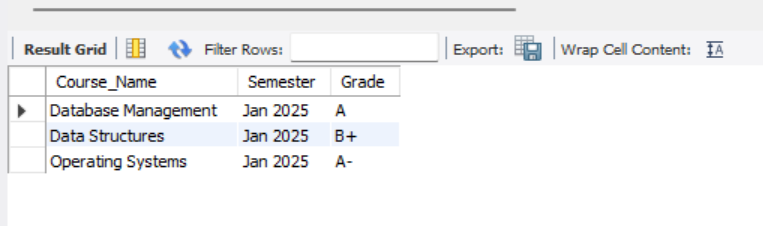 Result Grid Filter Rows: Export: Wrap Cell Content: IA
Course_Name Semester Grade
Database Management Jan 2025 A
Data Structures Jan 2025 B+
Operating Systems Jan 2025 A-